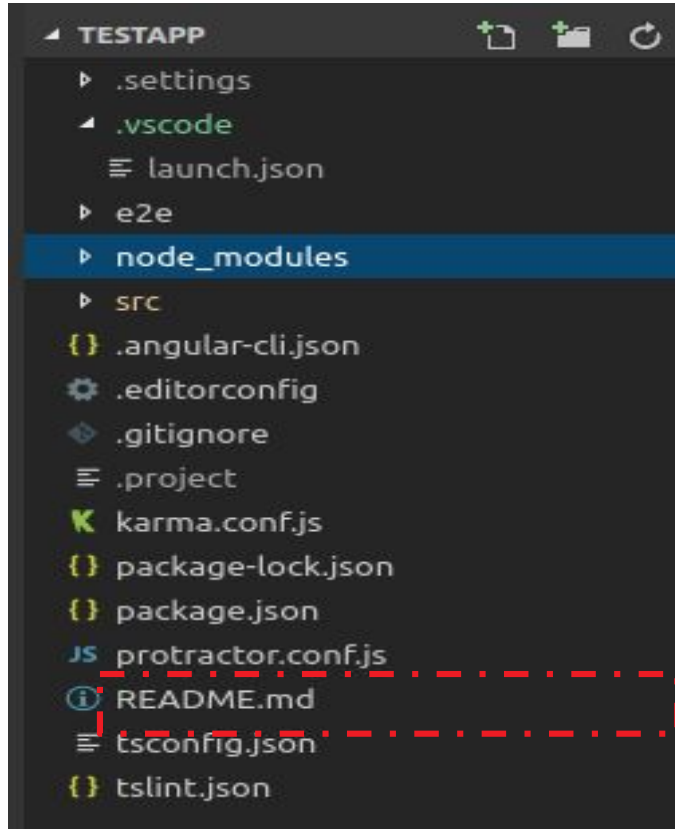 TESTAPP
.settings
.vscode
launch.json
e2e
node_modules
src
{} .angular-cli.json
.editorconfig
.gitignore
.project
K karma.conf.js
{} package-lock.json
{} package.json
JS protractor.conf.js
README.md
tsconfig.json
{} tslint.json